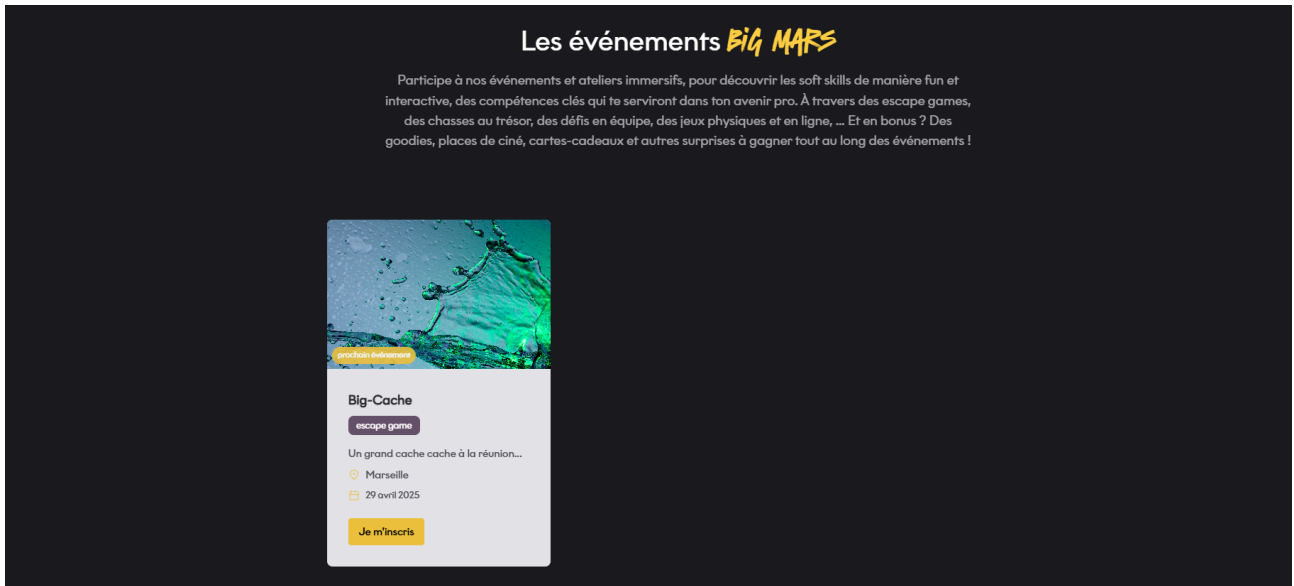 Les événements BiG MARS
Participe à nos événements et ateliers immersifs, pour découvrir les soft skills de manière fun et
interactive, des compétences clés qui te serviront dans ton avenir pro. À travers des escape games,
des chasses au trésor, des défis en équipe, des jeux physiques et en ligne, ... Et en bonus ? Des
goodies, places de ciné, cartes-cadeaux et autres surprises à gagner tout au long des événements !
prochain événement
Big-Cache
escape game
Un grand cache cache à la réunion...
Marseille
29 avril 2025
Je m'inscris